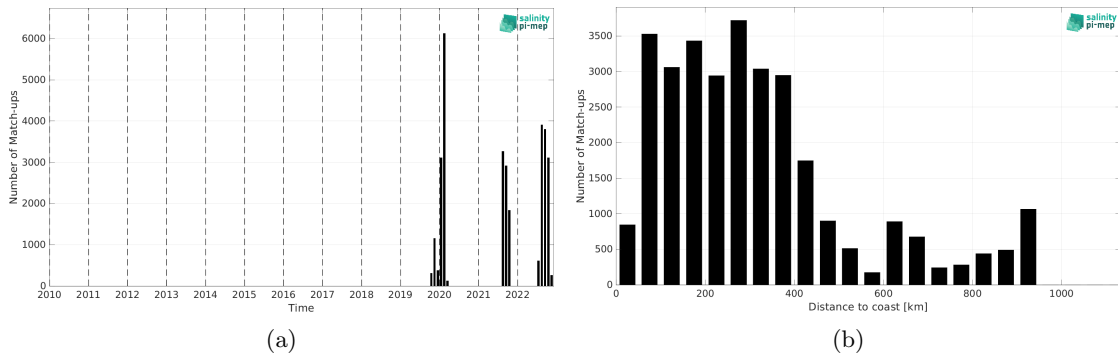 salinity
pi-mep
6000
5000
4000
3000
2000
1000
0
Number of Match-ups
2010 2011 2012 2013 2014 2015 2016 2017 2018 2019 2020 2021 2022
Time
(a)
salinity
pi-mep
3500
3000
2500
2000
1500
1000
500
0
Number of Match-ups
0 200 400 600 800 1000
Distance to coast [km]
(b)